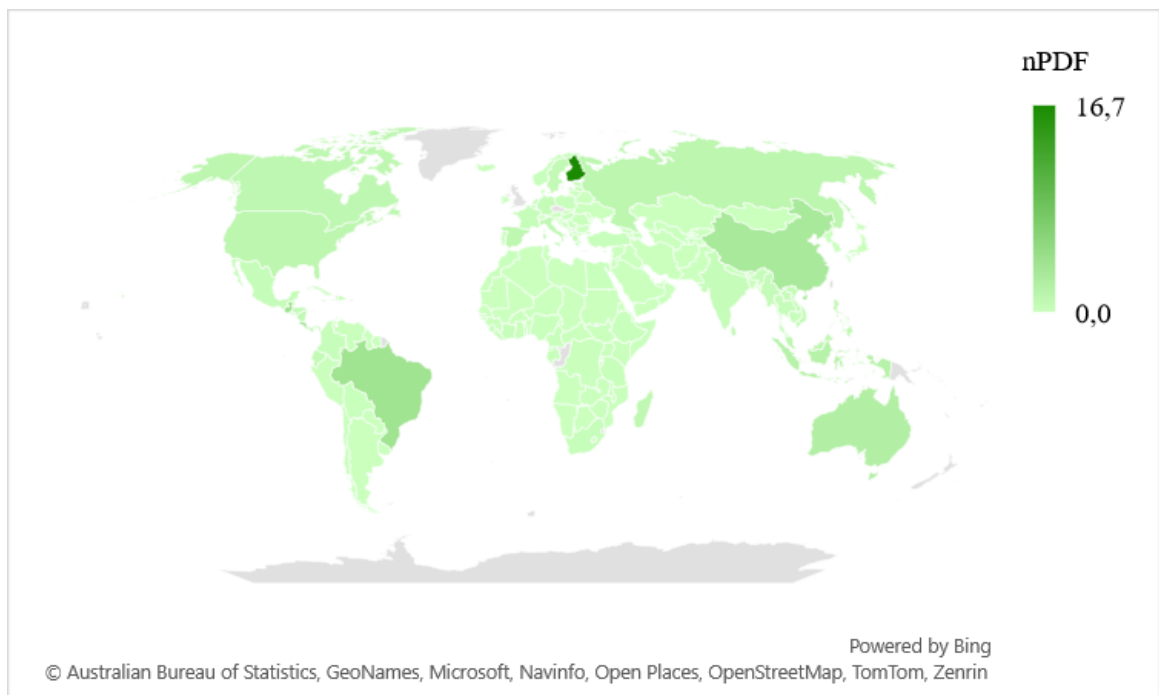 nPDF
16,7
0,0
Powered by Bing
© Australian Bureau of Statistics, GeoNames, Microsoft, Navinfo, Open Places, OpenStreetMap, TomTom, Zenrin